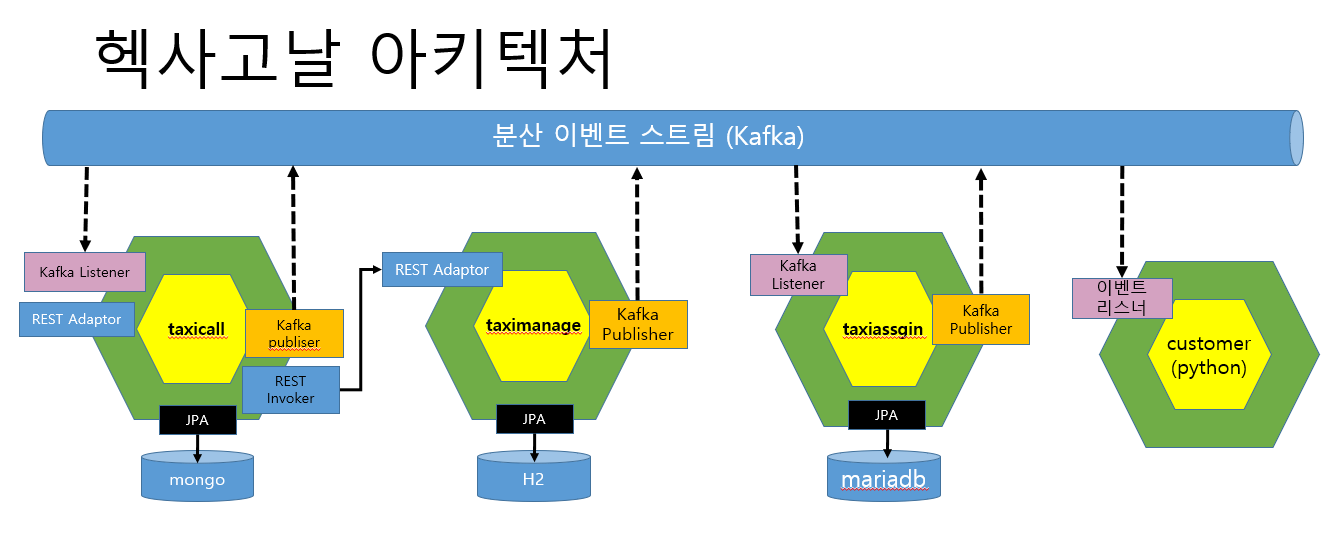 헥사고날 아키텍처
분산 이벤트 스트림 (Kafka)
Kafka Listener
REST Adaptor
taxicall
Kafka
publiser
REST
Invoker
JPA
mongo
REST Adaptor
taximanage
Kafka
Publisher
JPA
H2
Kafka
Listener
taxiassgin
Kafka
Publisher
JPA
mariadb
이벤트
리스너
customer
(python)